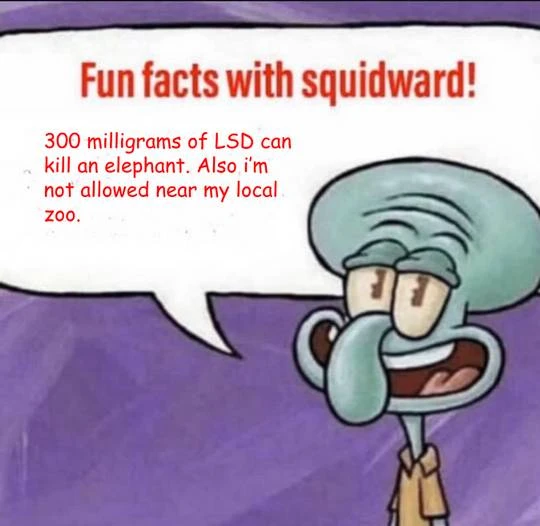 Fun facts with squidward!
300 milligrams of LSD can
kill an elephant. Also i'm
not allowed near my local
zoo.